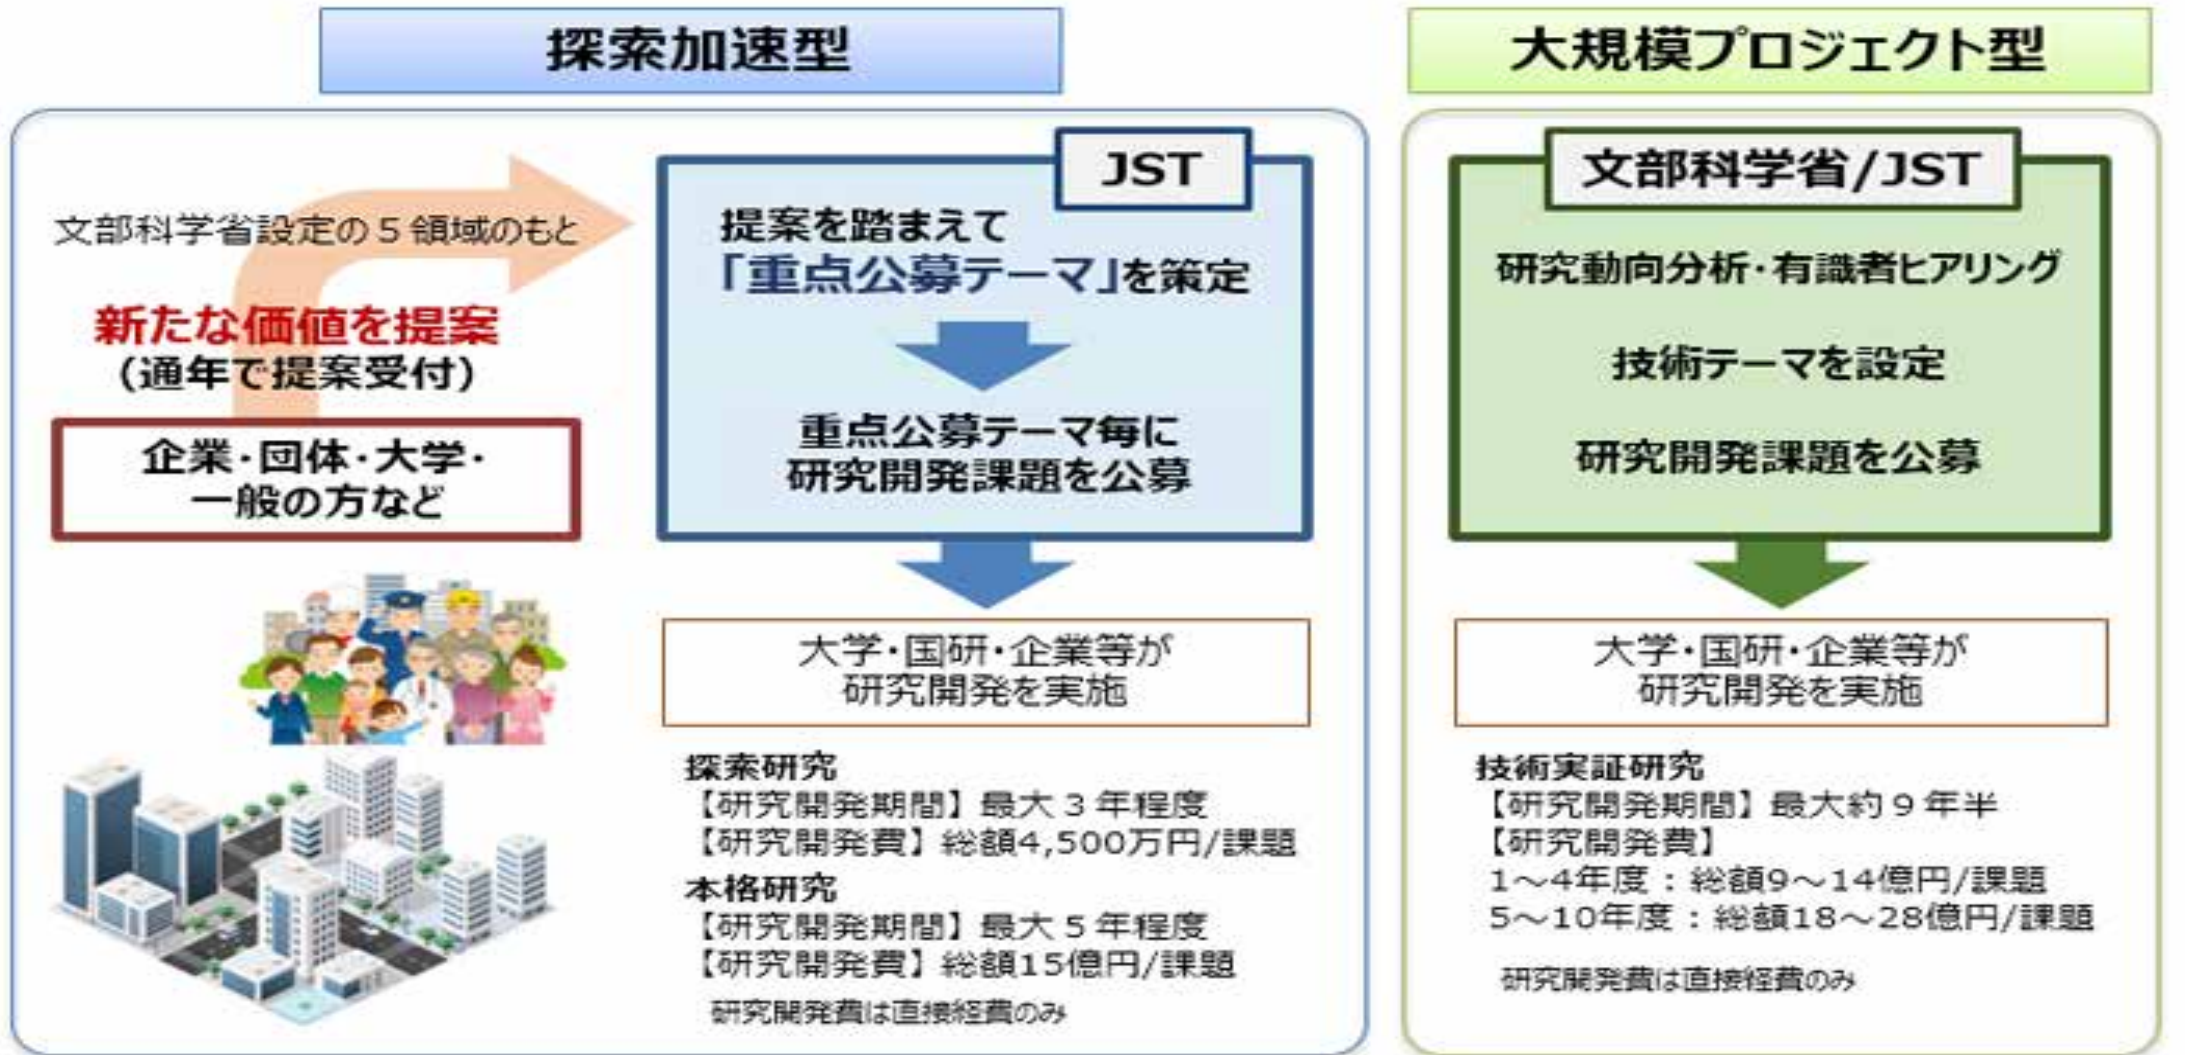 探索加速型
文部科学省設定の５領域のもと
新たな価値を提案
(通年で提案受付)
企業・団体・大学・
一般の方など
JST
提案を踏まえて
「重点公募テーマ」を策定
重点公募テーマ毎に
研究開発課題を公募
大学・国研・企業等が
研究開発を実施
探索研究
【研究開発期間】最大３年程度
【研究開発費】総額4,500万円/課題
本格研究
【研究開発期間】最大５年程度
【研究開発費】総額15億円/課題
研究開発費は直接経費のみ
大規模プロジェクト型
文部科学省/JST
研究動向分析・有識者ヒアリング
技術テーマを設定
研究開発課題を公募
大学・国研・企業等が
研究開発を実施
技術実証研究
【研究開発期間】最大約９年半
【研究開発費】
1～4年度：総額9～14億円/課題
5～10年度：総額18～28億円/課題
研究開発費は直接経費のみ